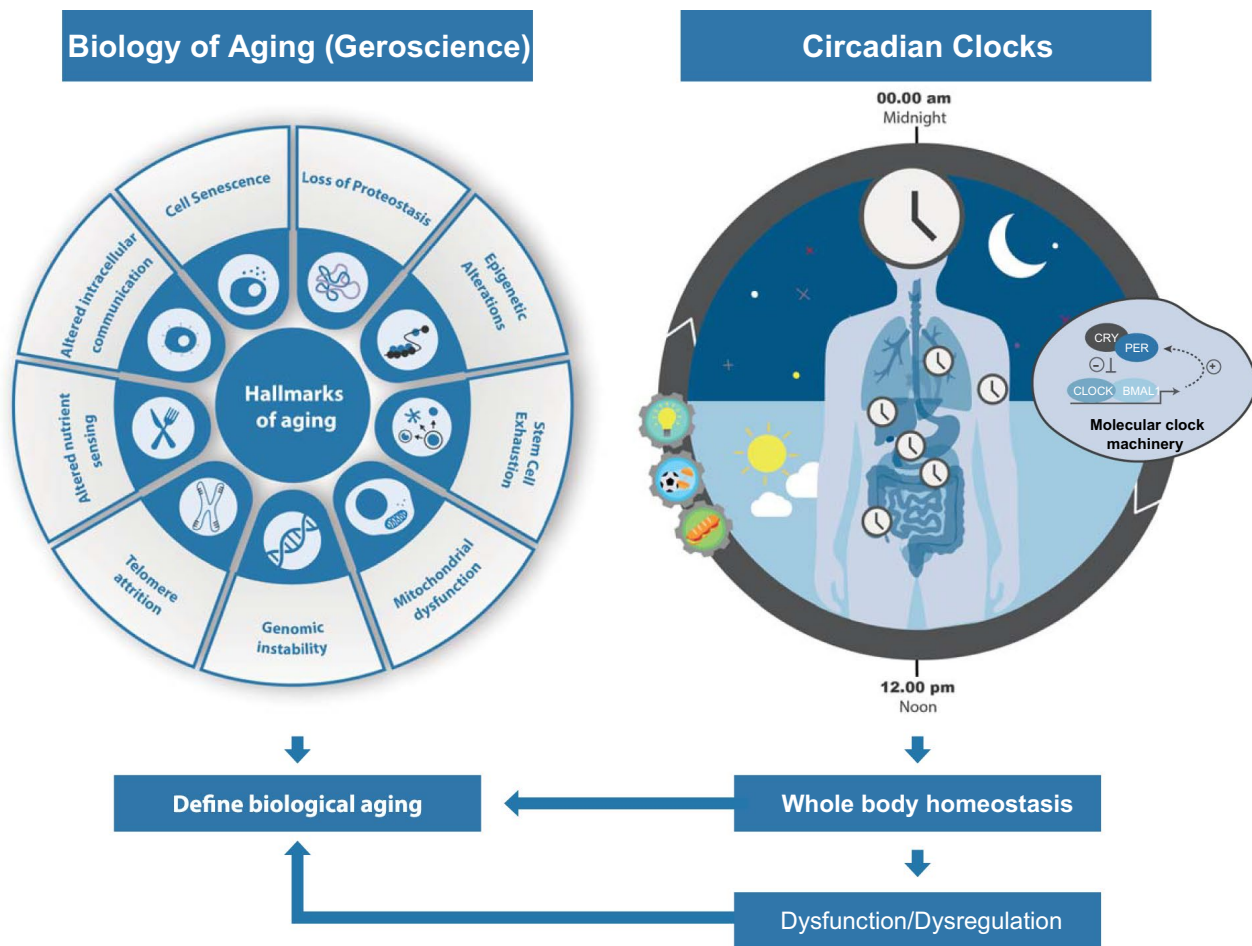 Biology of Aging (Geroscience)
Circadian Clocks
Cell Senescence
Loss of Proteostasis
Epigenetic
Alterations
Stem Cell
Exhaustion
Mitochondrial
dysfunction
Genomic
instability
Telomere
attrition
Altered nutrient
sensing
Altered intracellular
communication
Hallmarks
of aging
00.00 am
Midnight
CRY
PER
CLOCK
BMAL1
Molecular clock
machinery
12.00 pm
Noon
Define biological aging
Whole body homeostasis
Dysfunction/Dysregulation